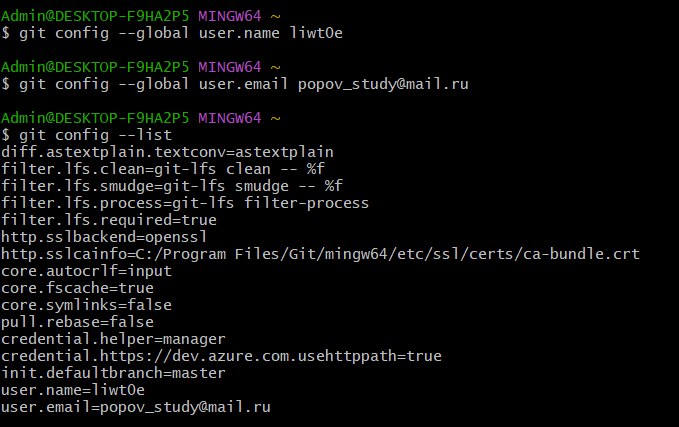 Admin@DESKTOP-F9HA2P5 MINGW64 ~
$ git config --global user.name liwtOe
Admin@DESKTOP-F9HA2P5 MINGW64 ~
$ git config --global user.email popov_study@mail.ru
Admin@DESKTOP-F9HA2P5 MINGW64 ~
$ git config --list
diff.astextplain.textconv=astextplain
filter.lfs.clean=git-lfs clean -- %f
filter.lfs.smudge=git-lfs smudge -- %f
filter.lfs.process=git-lfs filter-process
filter.lfs.required=true
http.sslbackend=openssl
http.sslcainfo=C:/Program Files/Git/mingw64/etc/ssl/certs/ca-bundle.crt
core.autocrlf=input
core.fscache=true
core.symlinks=false
pull.rebase=false
credential.helper=manager
credential.https://dev.azure.com.usehttppath=true
init.defaultbranch=master
user.name=liwtOe
user.email=popov_study@mail.ru